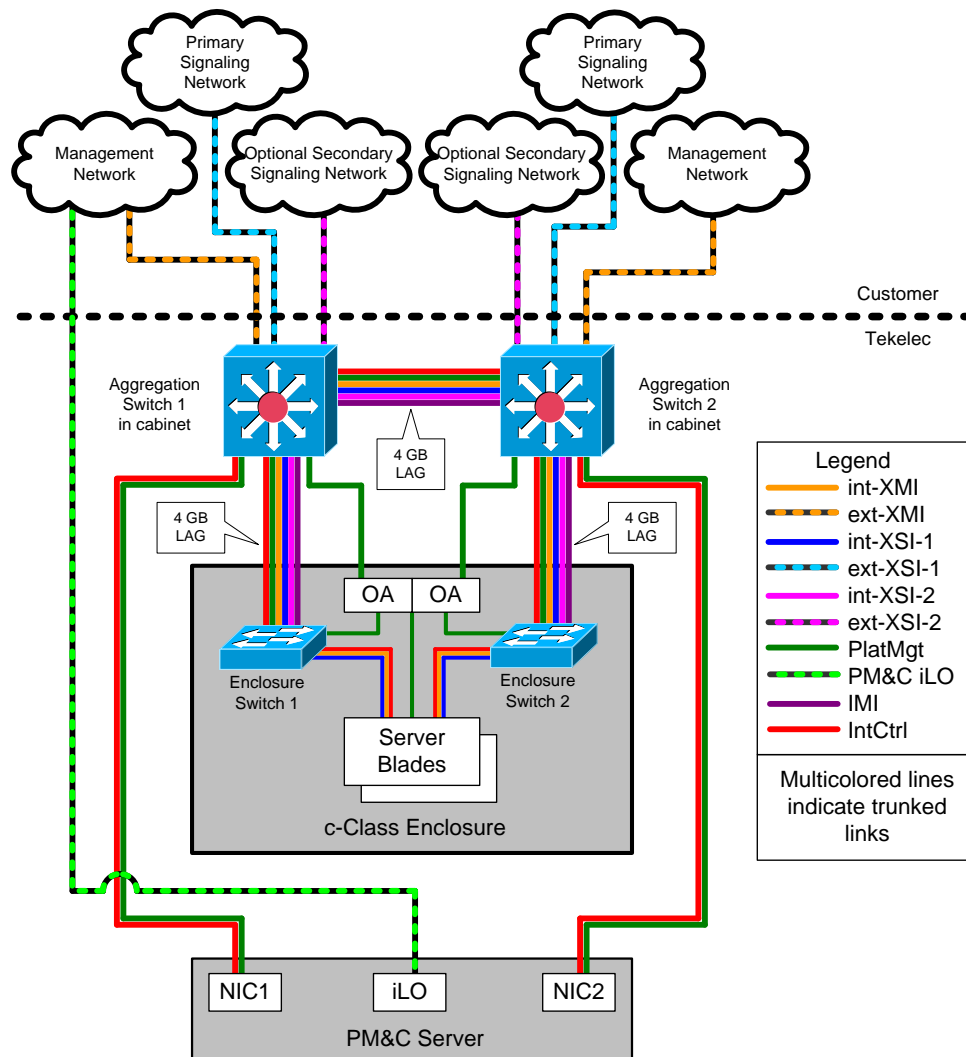 Primary
Signaling
Network
Primary
Signaling
Network
Management
Network
Optional Secondary
Signaling Network
Optional Secondary
Signaling Network
Management
Network
Customer
Tekelec
Aggregation
Switch 1
in cabinet
Aggregation
Switch 2
in cabinet
4 GB
LAG
4 GB
LAG
4 GB
LAG
Legend
int-XMI
ext-XMI
int-XSI-1
ext-XSI-1
int-XSI-2
ext-XSI-2
PlatMgt
PM&C iLO
IMI
IntCtrl
Multicolored lines
indicate trunked
links
OA
OA
Enclosure
Switch 1
Enclosure
Switch 2
Server
Blades
c-Class Enclosure
NIC1
iLO
NIC2
PM&C Server